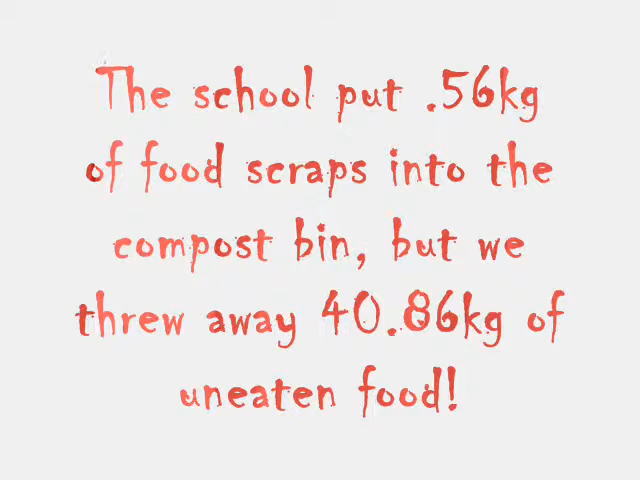 The school put .56kg
of food scraps into the
compost bin, but we
threw away 40.86kg of
uneaten food!